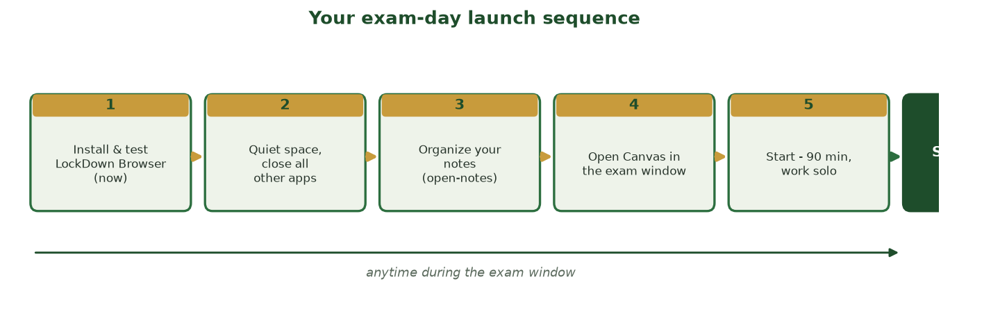 Your exam-day launch sequence
1
Install & test
LockDown Browser
(now)
2
Quiet space,
close all
other apps
3
Organize your
notes
(open-notes)
4
Open Canvas in
the exam window
5
Start - 90 min,
work solo
anytime during the exam window